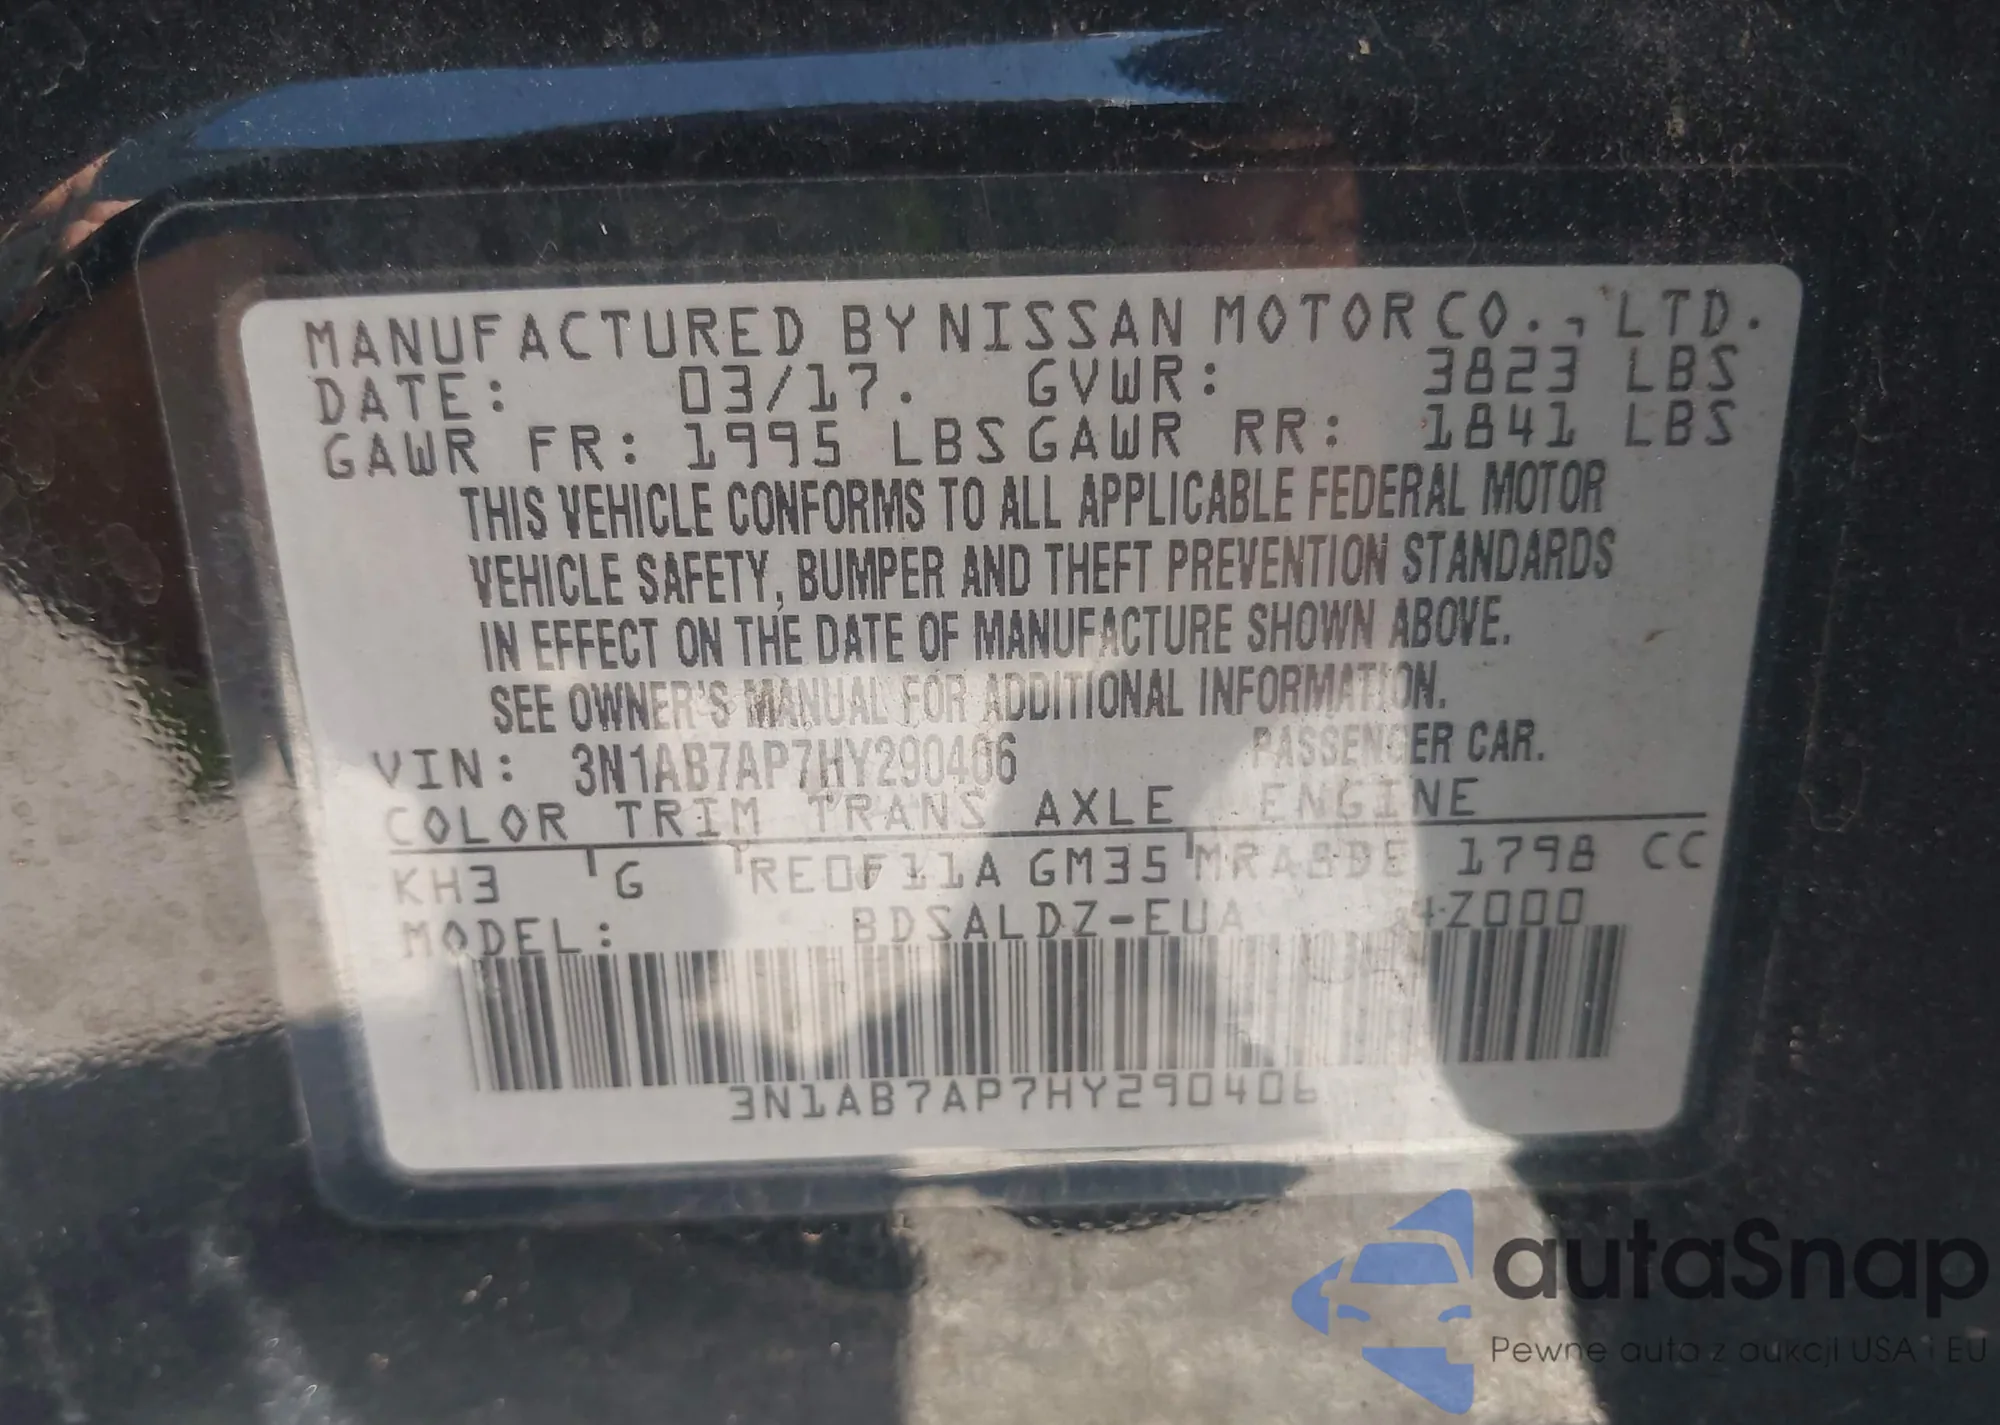 MANUFACTURED BY NISSAN MOTOR CO., LTD.
DATE: 03/17. GVWR: 3823 LBS
GAWR FR: 1995 LBS GAWR RR: 1841 LBS
THIS VEHICLE CONFORMS TO ALL APPLICABLE FEDERAL MOTOR
VEHICLE SAFETY, BUMPER AND THEFT PREVENTION STANDARDS
IN EFFECT ON THE DATE OF MANUFACTURE SHOWN ABOVE.
SEE OWNER'S MANUAL FOR ADDITIONAL INFORMATION.
VIN: 3N1AB7AP7HY290406 PASSENGER CAR.
COLOR TRIM TRANS AXLE ENGINE
KH3 G RE0F11A GM35 MRA8DE 1798 CC
MODEL: BDSALDZ-EUA
3N1AB7AP7HY290406
autaSnap
Pewne auta z aukcji USA i EU